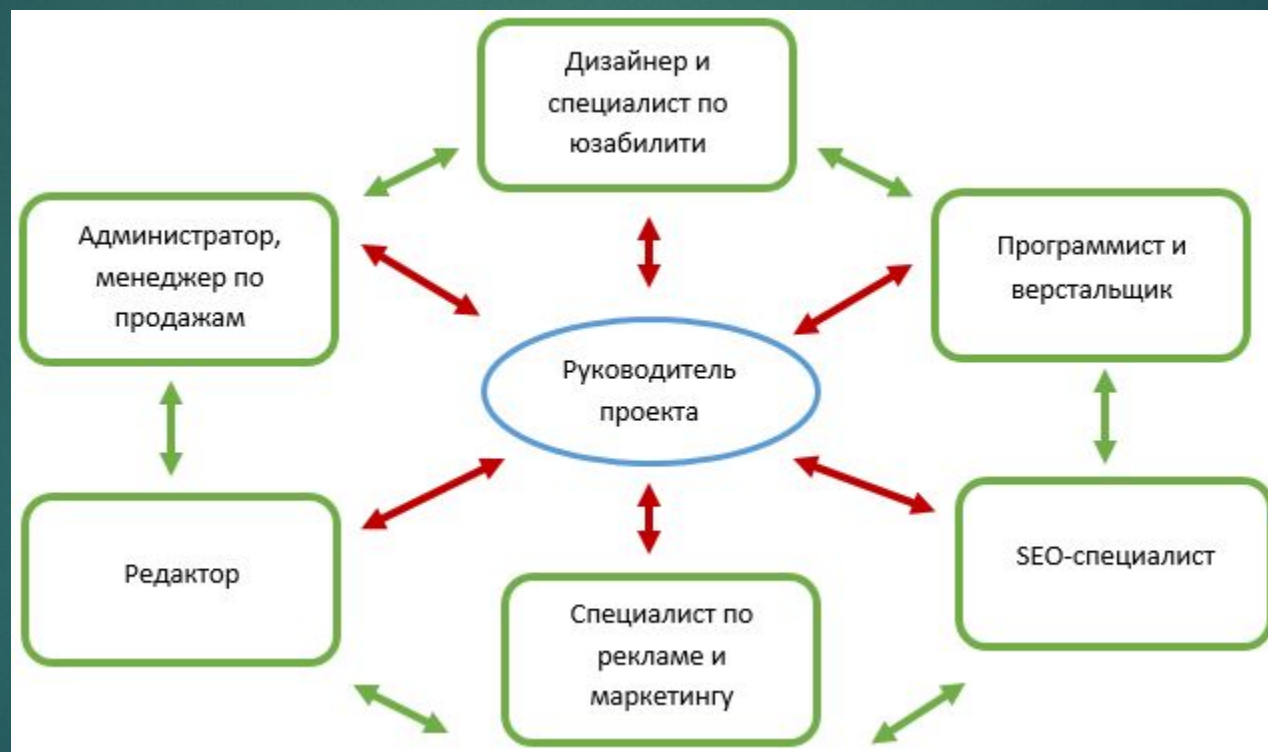 Дизайнер и
специалист по
юзабилити
Администратор,
менеджер по
продажам
Программист и
верстальщик
Руководитель
проекта
Редактор
SEO-специалист
Специалист по
рекламе и
маркетингу